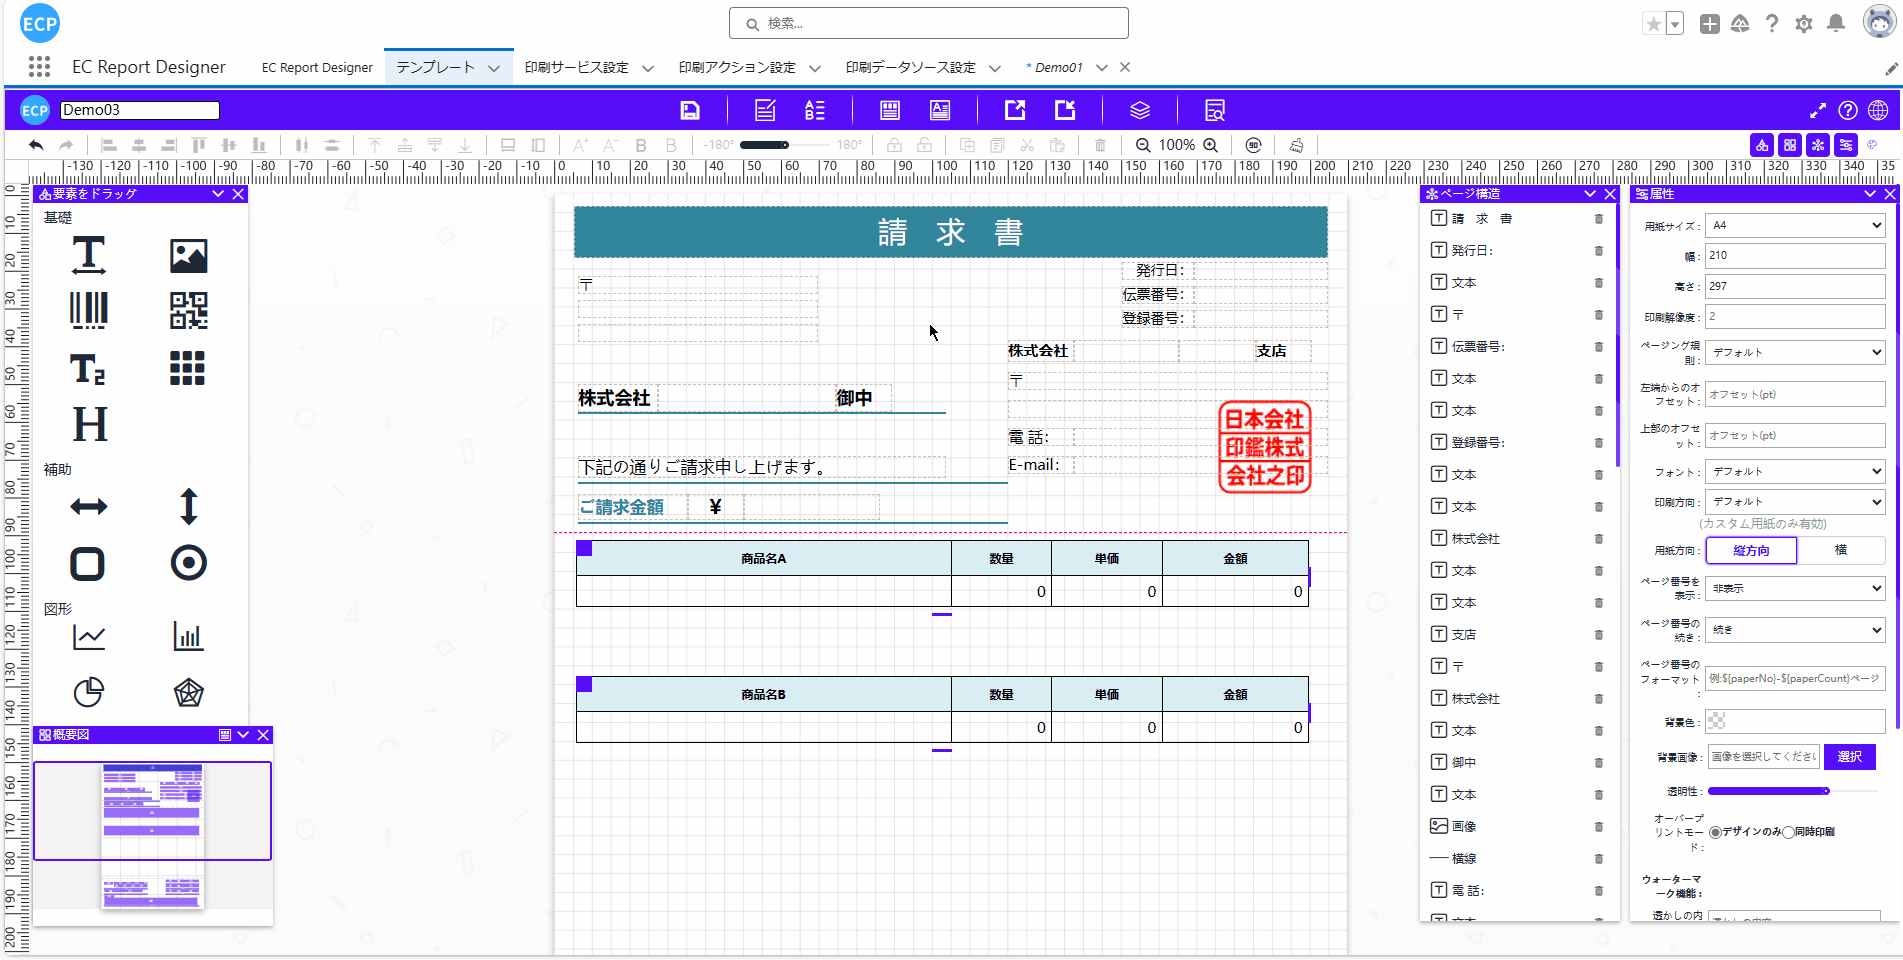 ECP
検索...
EC Report Designer
EC Report Designer
テンプレート
印刷サービス設定
印刷アクション設定
印刷データソース設定
* Demo01
ECP
Demo03
-180°
180°
100%
90
-130 -120 -110 -100 -90 -80 -70 -60 -50 -40 -30 -20 -10 0 10 20 30 40 50 60 70 80 90 100 110 120 130 140 150 160 170 180 190 200 210 220 230 240 250 260 270 280 290 300 310 320 330 340 35
0
10
20
30
40
50
60
70
80
90
100
110
120
130
140
150
160
170
180
190
200
要素をドラッグ
基礎
補助
図形
概要図
請 求 書
〒
発行日:
伝票番号:
登録番号:
株式会社
支店
〒
株式会社
御中
日本会社
印鑑株式
会社之印
電 話:
E-mail:
下記の通りご請求申し上げます。
ご請求金額
¥
商品名A 数量 単価 金額
0 0 0
商品名B 数量 単価 金額
0 0 0
ページ構造
請 求 書
発行日:
文本
〒
伝票番号:
文本
文本
登録番号:
文本
文本
株式会社
文本
文本
支店
〒
株式会社
文本
御中
文本
画像
横線
電 話:
属性
用紙サイズ : A4
幅 : 210
高さ : 297
印刷解像度 : 2
ページング規則 : デフォルト
左端からのオフセット : オフセット(pt)
上部のオフセット : オフセット(pt)
フォント : デフォルト
印刷方向 : デフォルト
(カスタム用紙のみ有効)
用紙方向 : 縦方向 横
ページ番号を表示 : 非表示
ページ番号の続き : 続き
ページ番号のフォーマット : 例:${paperNo}-${paperCount}ページ
背景色 :
背景画像 : 画像を選択してください 選択
透明性 :
オーバープリントモード : デザインのみ 同時印刷
ウォーターマーク機能 :
透かしの内